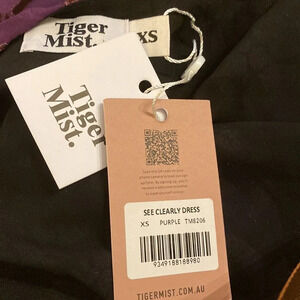 Tiger
Mist.
XS
Tiger
Mist.
SEE CLEARLY DRESS
XS PURPLE TM8206
9349188188980
TIGERMIST.COM.AU